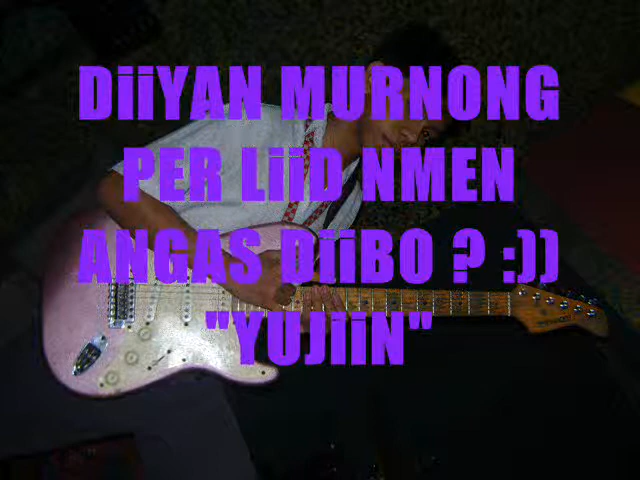 DiiYAN MURNONG
PER LiiD NMEN
ANGAS DiiBO ? :))
"YUJiiN"